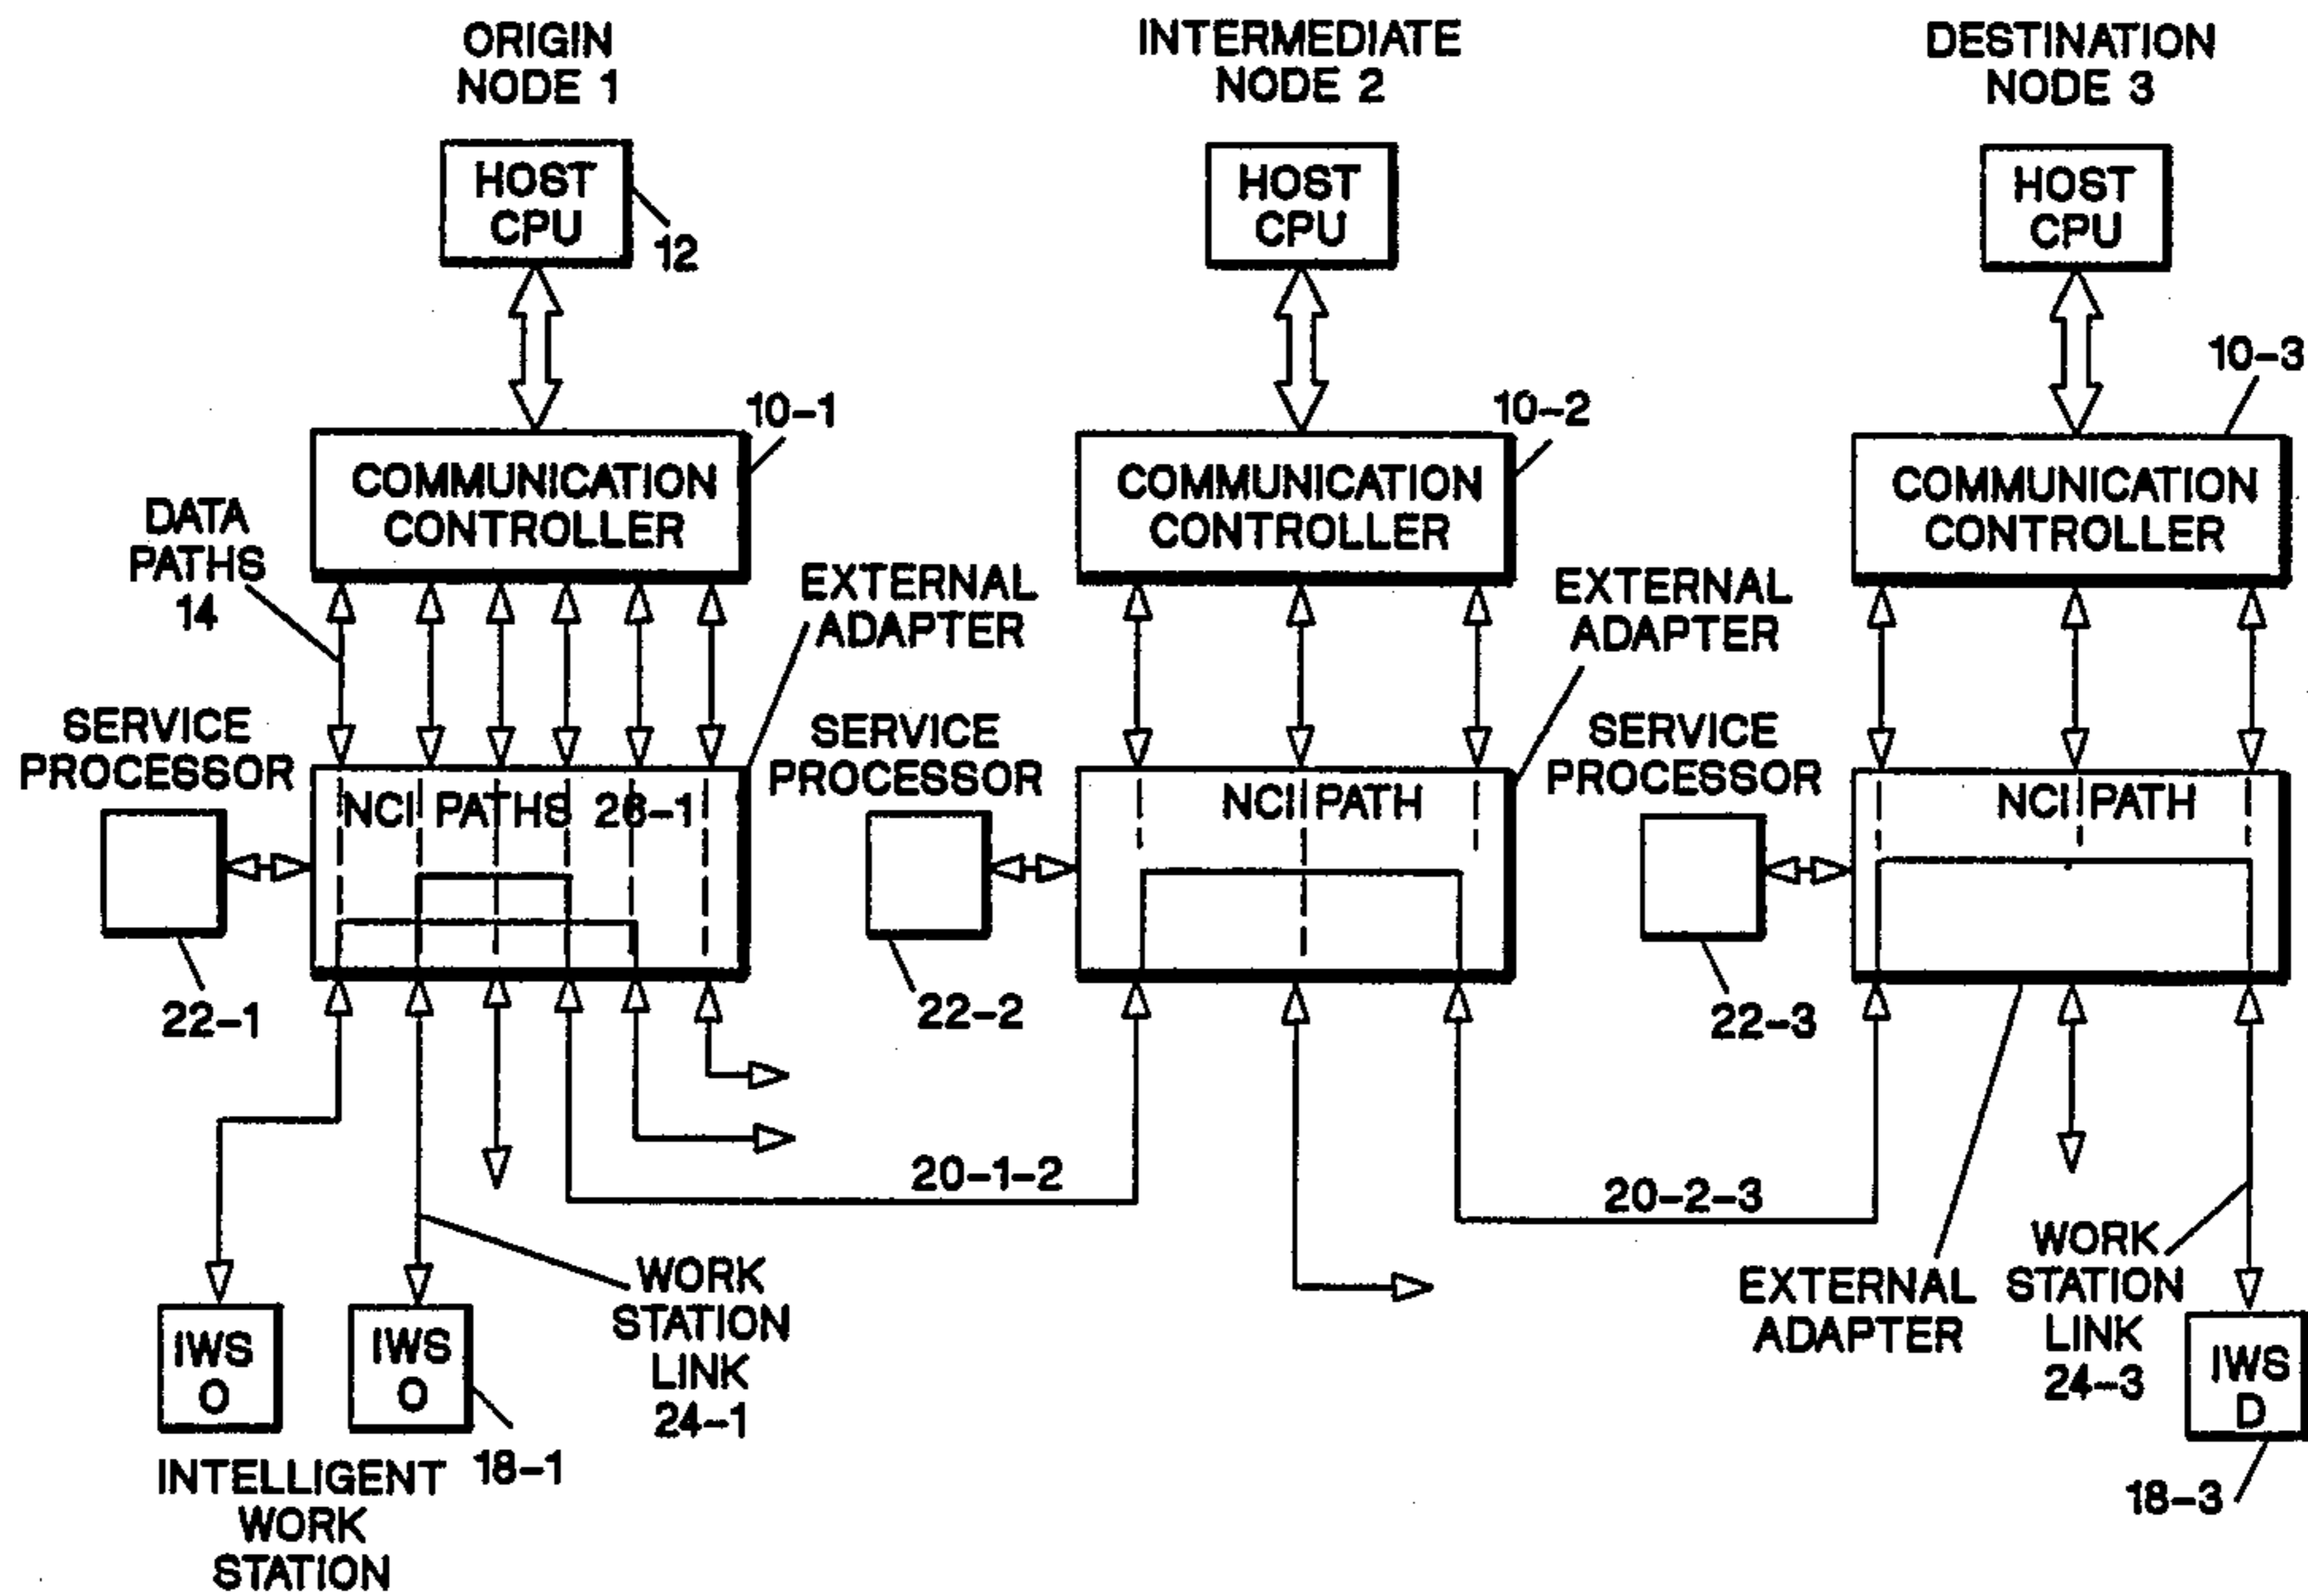 ORIGIN
NODE 1
INTERMEDIATE
NODE 2
DESTINATION
NODE 3
HOST
CPU
12
HOST
CPU
HOST
CPU
10-1
10-2
10-3
COMMUNICATION
CONTROLLER
COMMUNICATION
CONTROLLER
COMMUNICATION
CONTROLLER
DATA
PATHS
14
EXTERNAL
ADAPTER
EXTERNAL
ADAPTER
SERVICE
PROCESSOR
SERVICE
PROCESSOR
SERVICE
PROCESSOR
NCI PATHS 26-1
NCI PATH
NCI PATH
22-1
22-2
22-3
20-1-2
20-2-3
WORK
STATION
LINK
24-1
EXTERNAL
ADAPTER
WORK
STATION
LINK
24-3
IWS
O
IWS
O
18-1
IWS
D
18-3
INTELLIGENT
WORK
STATION